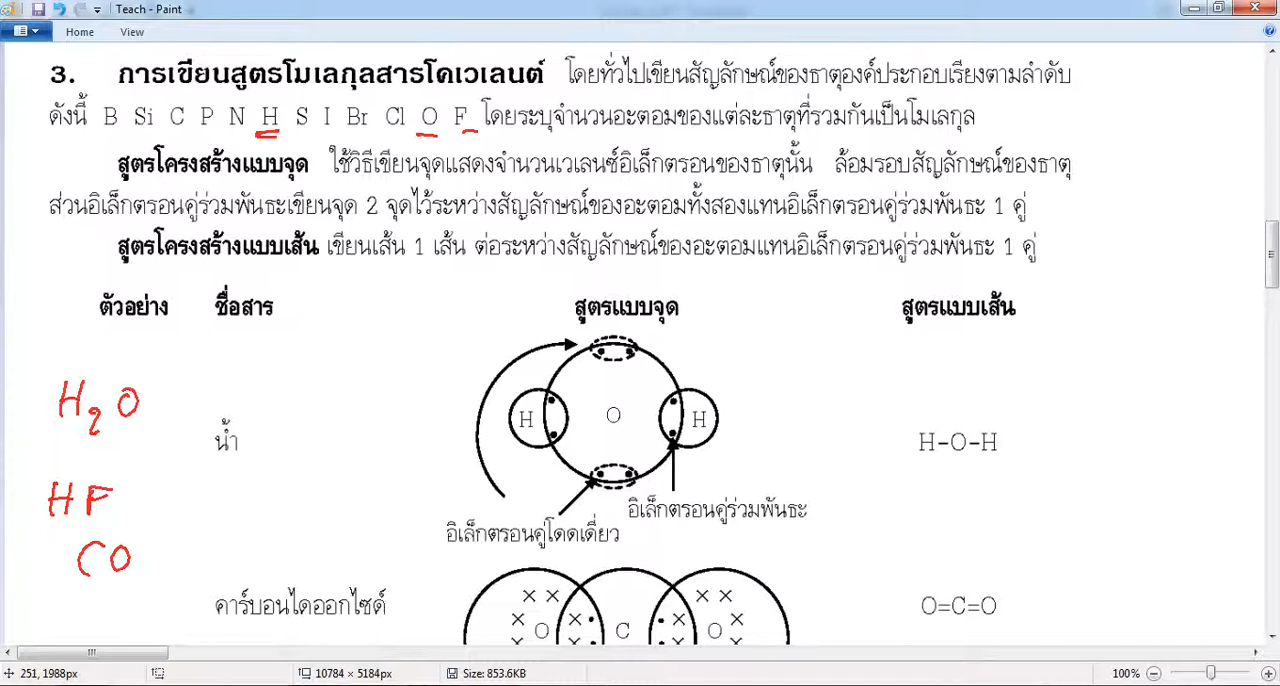 Teach - Paint
Home View
3. การเขียนสูตรโมเลกุลสารโคเวเลนต์ โดยทั่วไปเขียนสัญลักษณ์ของธาตุองค์ประกอบเรียงตามลำดับ
ดังนี้ B Si C P N H S I Br Cl O F โดยระบุจำนวนอะตอมของแต่ละธาตุที่รวมกันเป็นโมเลกุล
สูตรโครงสร้างแบบจุด ใช้วิธีเขียนจุดแสดงจำนวนเวเลนซ์อิเล็กตรอนของธาตุนั้น ล้อมรอบสัญลักษณ์ของธาตุ
ส่วนอิเล็กตรอนคู่ร่วมพันธะเขียนจุด 2 จุดไว้ระหว่างสัญลักษณ์ของอะตอมทั้งสองแทนอิเล็กตรอนคู่ร่วมพันธะ 1 คู่
สูตรโครงสร้างแบบเส้น เขียนเส้น 1 เส้น ต่อระหว่างสัญลักษณ์ของอะตอมแทนอิเล็กตรอนคู่ร่วมพันธะ 1 คู่
ตัวอย่าง ชื่อสาร สูตรแบบจุด สูตรแบบเส้น
H2O
H O H
น้ำ H-O-H
HF
อิเล็กตรอนคู่ร่วมพันธะ
อิเล็กตรอนคู่โดดเดี่ยว
CO
คาร์บอนไดออกไซด์ O=C=O
O C O
251, 1988px 10784 × 5184px Size: 853.6KB 100%